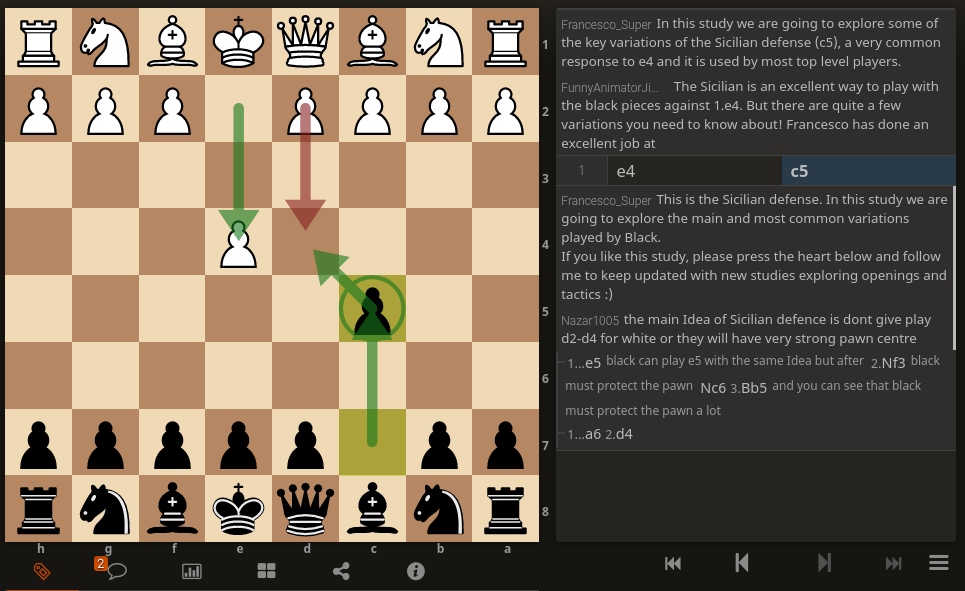 Francesco_Super In this study we are going to explore some of
the key variations of the Sicilian defense (c5), a very common
response to e4 and it is used by most top level players.
FunnyAnimatorJi... The Sicilian is an excellent way to play with
the black pieces against 1.e4. But there are quite a few
variations you need to know about! Francesco has done an
excellent job at
1 e4 c5
Francesco_Super This is the Sicilian defense. In this study we are
going to explore the main and most common variations
played by Black.
If you like this study, please press the heart below and follow
me to keep updated with new studies exploring openings and
tactics :)
Nazar1005 the main Idea of Sicilian defence is dont give play
d2-d4 for white or they will have very strong pawn centre
1...e5 black can play e5 with the same Idea but after 2.Nf3 black
must protect the pawn Nc6 3.Bb5 and you can see that black
must protect the pawn a lot
1...a6 2.d4
1
2
3
4
5
6
7
8
h g f e d c b a
2